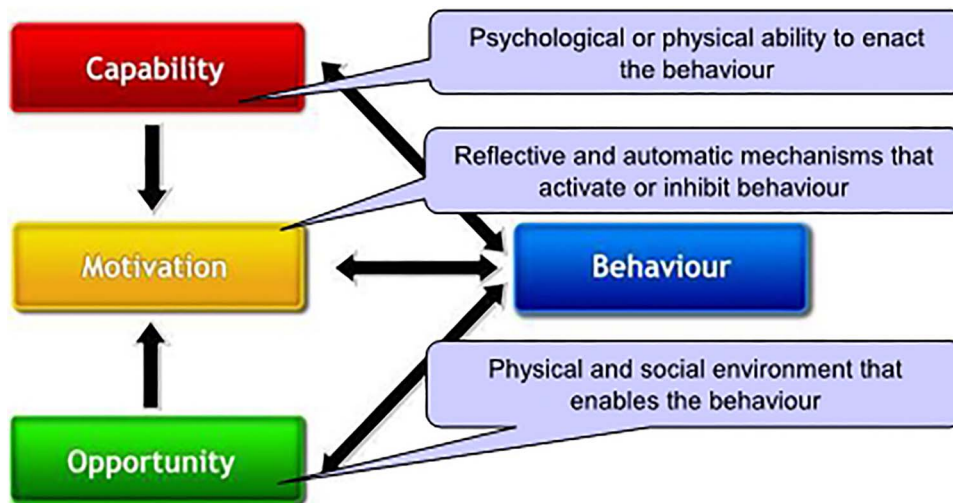 Capability
Psychological or physical ability to enact
the behaviour
Reflective and automatic mechanisms that
activate or inhibit behaviour
Motivation
Behaviour
Physical and social environment that
enables the behaviour
Opportunity